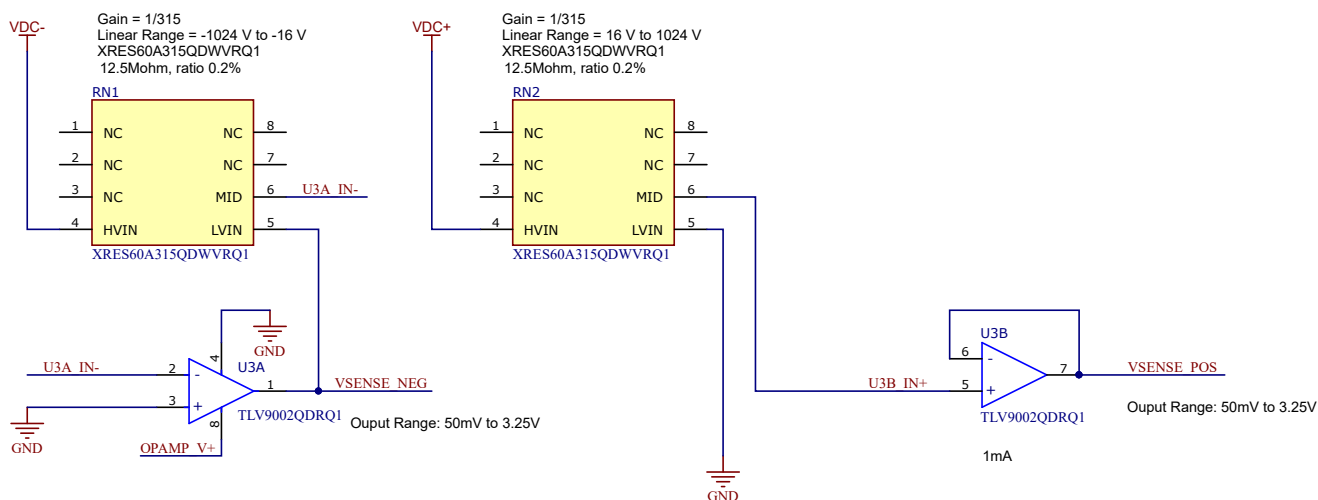 VDC-
Gain = 1/315
Linear Range = -1024 V to -16 V
XRES60A315QDWVRQ1
12.5Mohm, ratio 0.2%
RN1
1 NC NC 8
2 NC NC 7
3 NC MID 6 U3A_IN-
4 HVIN LVIN 5
XRES60A315QDWVRQ1
VDC+
Gain = 1/315
Linear Range = 16 V to 1024 V
XRES60A315QDWVRQ1
12.5Mohm, ratio 0.2%
RN2
1 NC NC 8
2 NC NC 7
3 NC MID 6
4 HVIN LVIN 5
XRES60A315QDWVRQ1
GND
4
U3A
U3A_IN- 2 -
1 VSENSE_NEG
3 +
GND
8
TLV9002QDRQ1
Ouput Range: 50mV to 3.25V
OPAMP_V+
U3B
6 -
7 VSENSE_POS
U3B_IN+ 5 +
TLV9002QDRQ1
Ouput Range: 50mV to 3.25V
1mA
GND